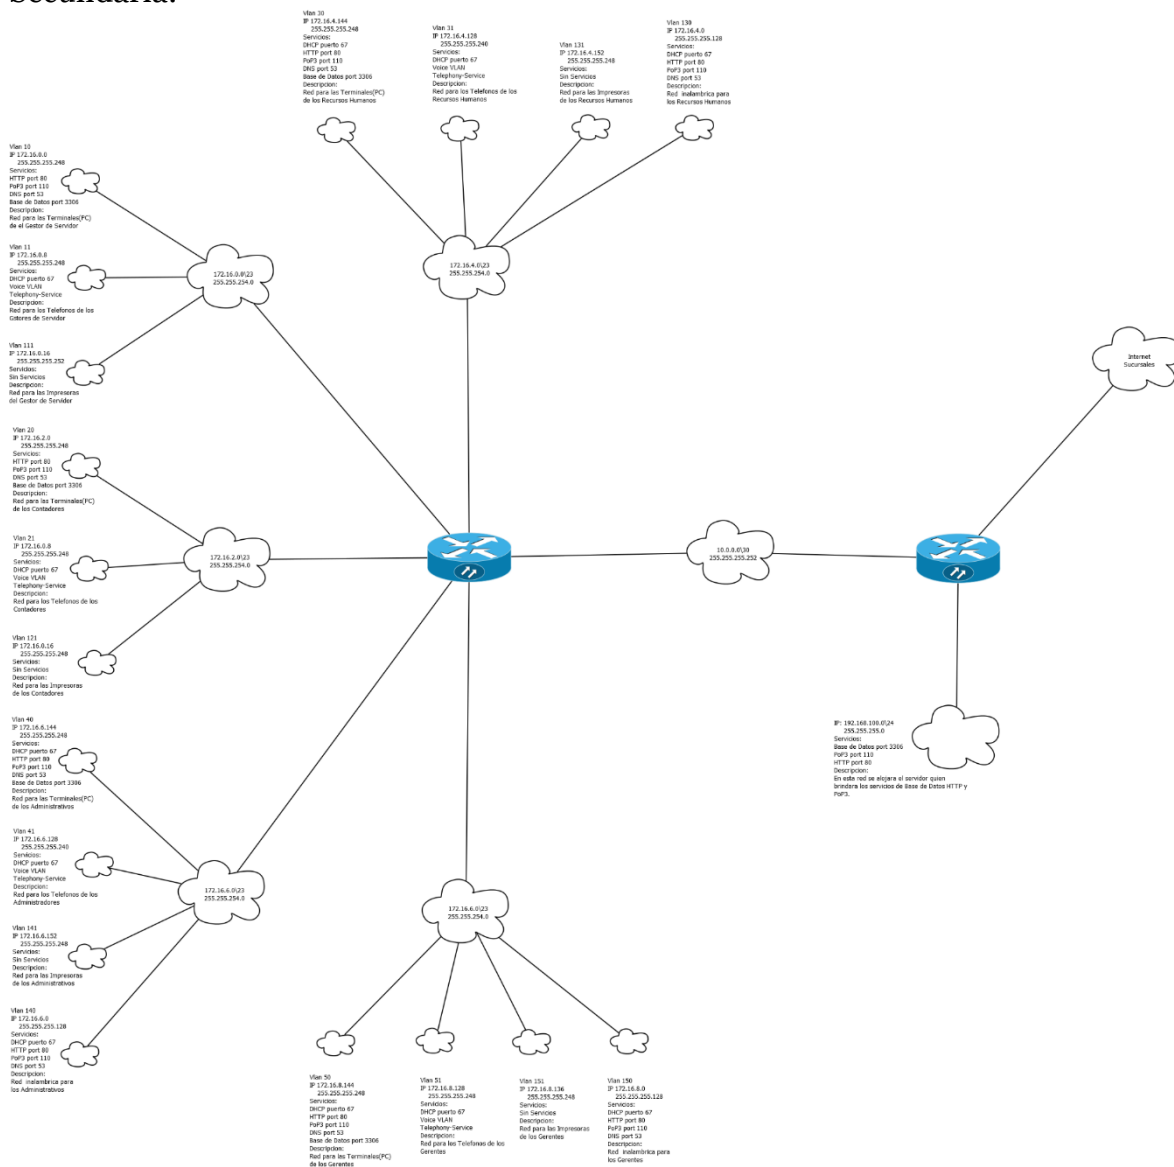 Secundaria.
Vlan 30
IP 172.16.4.144
255.255.255.248
Servicios:
DHCP puerto 67
HTTP port 80
PoP3 port 110
DNS port 53
Base de Datos port 3306
Descripcion:
Red para las Terminales(PC)
de los Recursos Humanos
Vlan 31
IP 172.16.4.128
255.255.255.240
Servicios:
DHCP puerto 67
Voice VLAN
Telephony-Service
Descripcion:
Red para los Telefonos de los
Recursos Humanos
Vlan 131
IP 172.16.4.152
255.255.255.248
Servicios:
Sin Servicios
Descripcion:
Red para las Impresoras
de los Recursos Humanos
Vlan 130
IP 172.16.4.0
255.255.255.128
Servicios:
DHCP puerto 67
HTTP port 80
PoP3 port 110
DNS port 53
Descripcion:
Red inalambrica para
los Recursos Humanos
Vlan 10
IP 172.16.0.0
255.255.255.248
Servicios:
HTTP port 80
PoP3 port 110
DNS port 53
Base de Datos port 3306
Descripcion:
Red para las Terminales(PC)
de el Gestor de Servidor
Vlan 11
IP 172.16.0.8
255.255.255.248
Servicios:
DHCP puerto 67
Voice VLAN
Telephony-Service
Descripcion:
Red para los Telefonos de los
de Servidor
Vlan 111
IP 172.16.0.16
255.255.255.252
Servicios:
Sin Servicios
Descripcion:
Red para las Impresoras
del Gestor de Servidor
172.16.0.0\23
255.255.254.0
172.16.4.0\23
255.255.254.0
Internet
Sucursales
Vlan 20
IP 172.16.2.0
255.255.255.248
Servicios:
HTTP port 80
PoP3 port 110
DNS port 53
Base de Datos port 3306
Descripcion:
Red para las Terminales(PC)
de los Contadores
Vlan 21
IP 172.16.0.8
255.255.255.248
Servicios:
DHCP puerto 67
Voice VLAN
Telephony-Service
Descripcion:
Red para los Telefonos de los
Contadores
Vlan 121
IP 172.16.0.16
255.255.255.248
Servicios:
Sin Servicios
Descripcion:
Red para las Impresoras
de los Contadores
172.16.2.0\23
255.255.254.0
10.0.0.0\30
255.255.255.252
IP: 192.168.100.0\24
255.255.255.0
Servicios:
Base de Datos port 3306
PoP3 port 110
HTTP port 80
Descripcion:
En esta red se alojara el servidor quien
brindara los servicios de Base de Datos HTTP y
PoP3.
Vlan 40
IP 172.16.6.144
255.255.255.248
Servicios:
DHCP puerto 67
HTTP port 80
PoP3 port 110
DNS port 53
Base de Datos port 3306
Descripcion:
Red para las Terminales(PC)
de los Administrativos
Vlan 41
IP 172.16.6.128
255.255.255.240
Servicios:
DHCP puerto 67
Voice VLAN
Telephony-Service
Descripcion:
Red para los Telefonos de los
Administradores
Vlan 141
IP 172.16.6.152
255.255.255.248
Servicios:
Sin Servicios
Descripcion:
Red para las Impresoras
de los Administrativos
Vlan 140
IP 172.16.6.0
255.255.255.128
Servicios:
DHCP puerto 67
HTTP port 80
PoP3 port 110
DNS port 53
Descripcion:
Red inalambrica para
los Administrativos
172.16.6.0\23
255.255.254.0
172.16.6.0\23
255.255.254.0
Vlan 50
IP 172.16.8.144
255.255.255.248
Servicios:
DHCP puerto 67
HTTP port 80
PoP3 port 110
DNS port 53
Base de Datos port 3306
Descripcion:
Red para las Terminales(PC)
de los Gerentes
Vlan 51
IP 172.16.8.128
255.255.255.248
Servicios:
DHCP puerto 67
Voice VLAN
Telephony-Service
Descripcion:
Red para los Telefonos de los
Gerentes
Vlan 151
IP 172.16.8.136
255.255.255.248
Servicios:
Sin Servicios
Descripcion:
Red para las Impresoras
de los Gerentes
Vlan 150
IP 172.16.8.0
255.255.255.128
Servicios:
DHCP puerto 67
HTTP port 80
PoP3 port 110
DNS port 53
Descripcion:
Red inalambrica para
los Gerentes